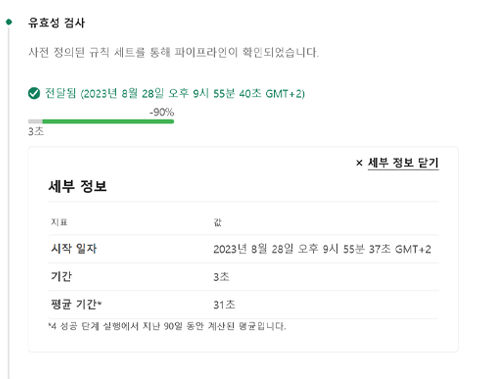 유효성 검사
사전 정의된 규칙 세트를 통해 파이프라인이 확인되었습니다.
전달됨 (2023년 8월 28일 오후 9시 55분 40초 GMT+2)
-90%
3초
× 세부 정보 닫기
세부 정보
지표 값
시작 일자 2023년 8월 28일 오후 9시 55분 37초 GMT+2
기간 3초
평균 기간* 31초
*4 성공 단계 실행에서 지난 90일 동안 계산된 평균입니다.